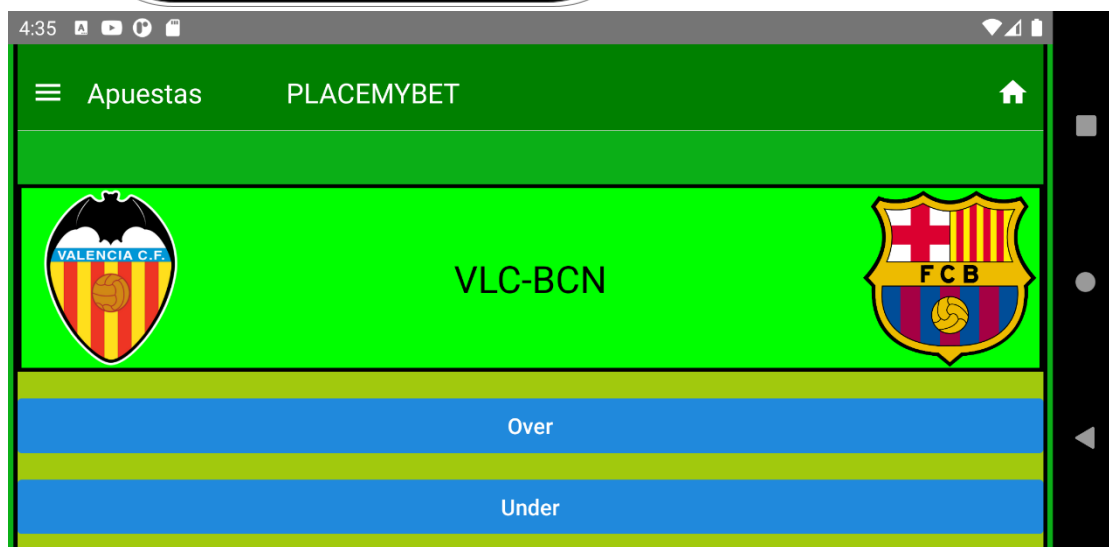 4:35
Apuestas PLACEMYBET
VALENCIA C.F.
VLC-BCN
FCB
Over
Under